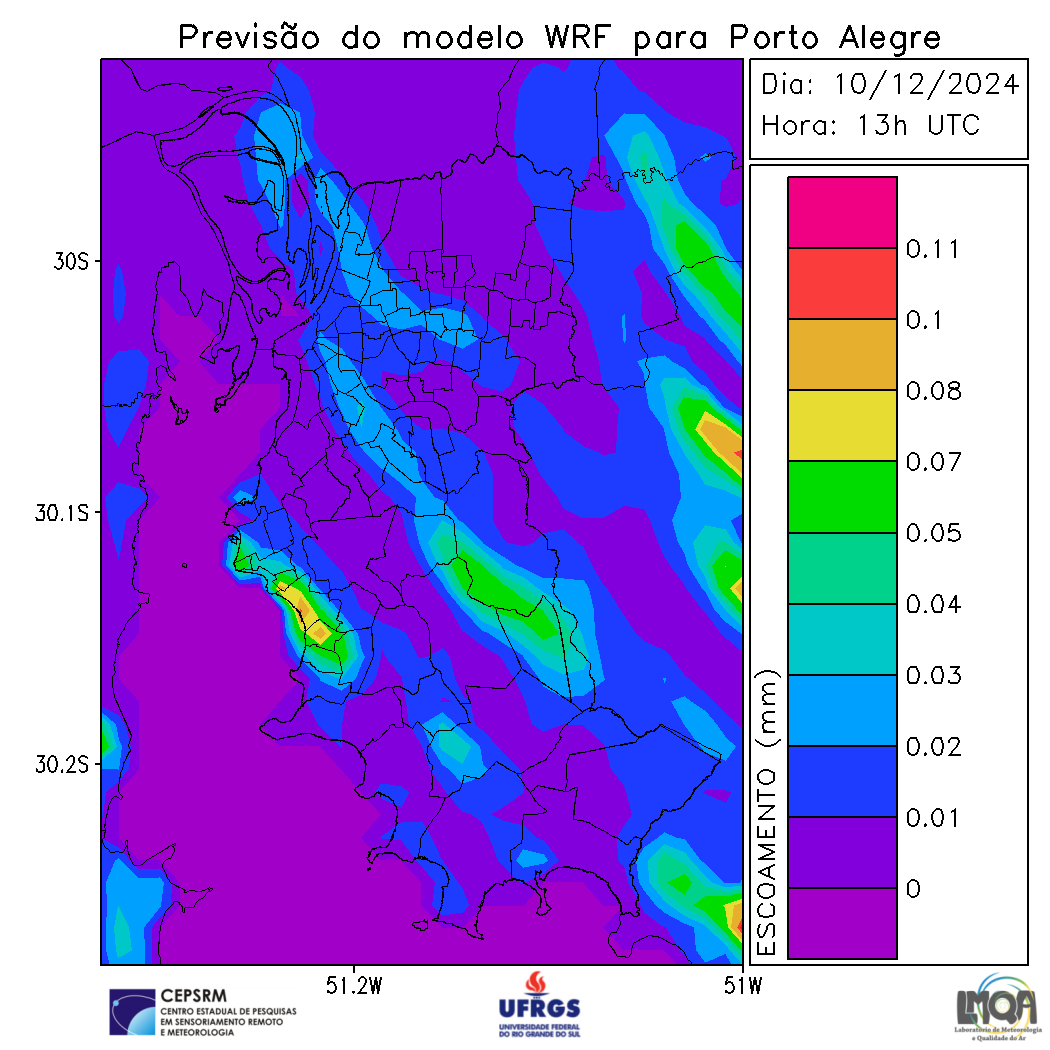 Previsão do modelo WRF para Porto Alegre
Dia: 10/12/2024
Hora: 13h UTC
0.11
0.1
0.08
0.07
0.05
0.04
0.03
0.02
0.01
0
ESCOAMENTO (mm)
30S
30.1S
30.2S
51.2W
51W
CEPSRM
CENTRO ESTADUAL DE PESQUISAS
EM SENSORIAMENTO REMOTO
E METEOROLOGIA
UFRGS
UNIVERSIDADE FEDERAL
DO RIO GRANDE DO SUL
LMQA
Laboratório de Meteorologia
e Qualidade do Ar